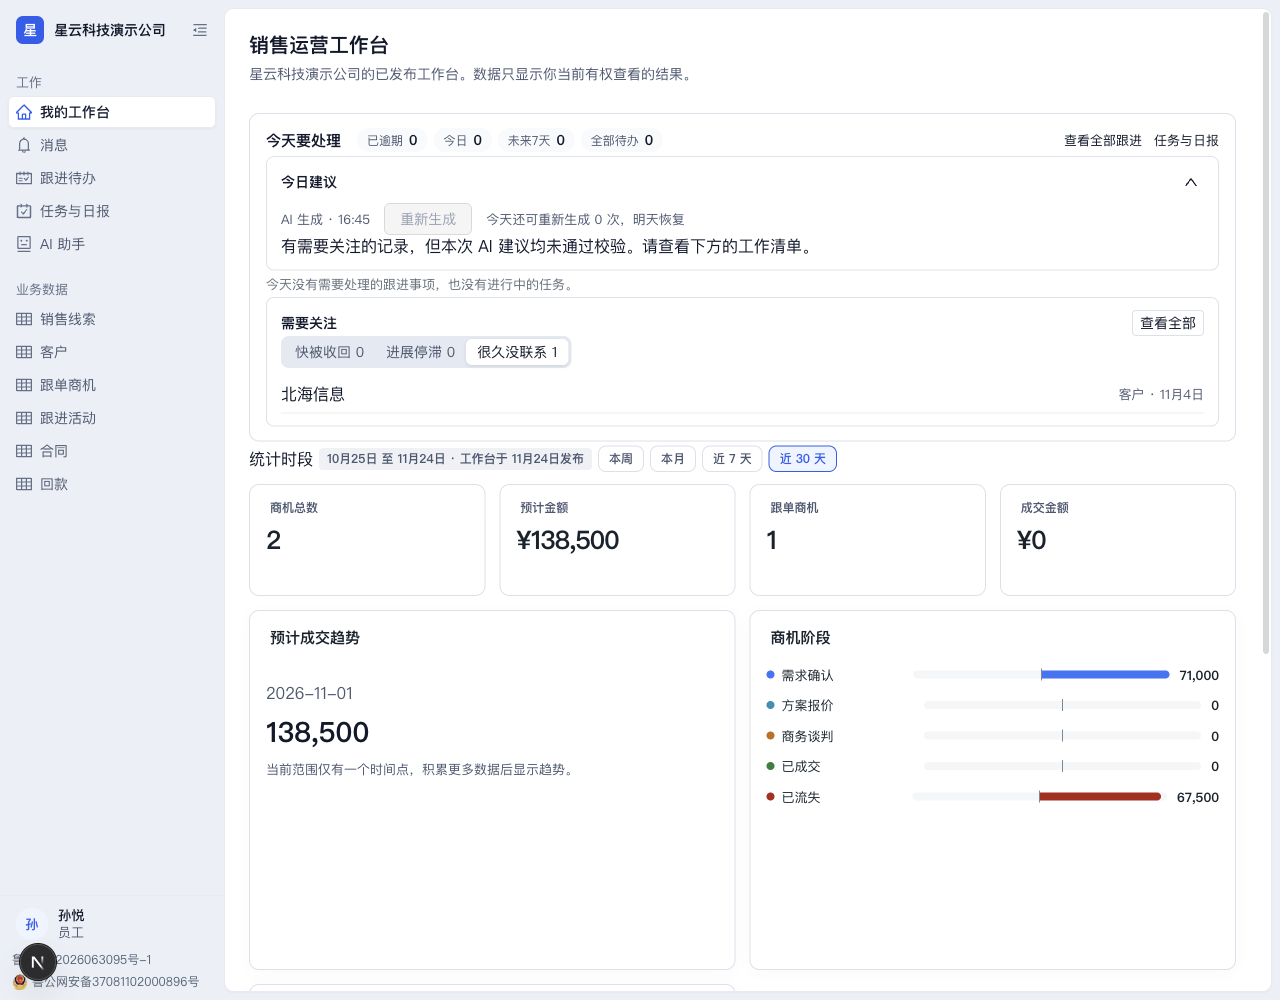 星 星云科技演示公司
工作
我的工作台
消息
跟进待办
任务与日报
AI 助手
业务数据
销售线索
客户
跟单商机
跟进活动
合同
回款
孙 孙悦
员工
2026063095号-1
鲁公网安备37081102000896号
N
销售运营工作台
星云科技演示公司的已发布工作台。数据只显示你当前有权查看的结果。
今天要处理 已逾期 0 今日 0 未来7天 0 全部待办 0 查看全部跟进 任务与日报
今日建议
AI 生成 · 16:45 重新生成 今天还可重新生成 0 次，明天恢复
有需要关注的记录，但本次 AI 建议均未通过校验。请查看下方的工作清单。
今天没有需要处理的跟进事项，也没有进行中的任务。
需要关注 查看全部
快被收回 0 进展停滞 0 很久没联系 1
北海信息 客户 · 11月4日
统计时段 10月25日 至 11月24日 · 工作台于 11月24日发布 本周 本月 近 7 天 近 30 天
商机总数
2
预计金额
¥138,500
跟单商机
1
成交金额
¥0
预计成交趋势
2026-11-01
138,500
当前范围仅有一个时间点，积累更多数据后显示趋势。
商机阶段
需求确认 71,000
方案报价 0
商务谈判 0
已成交 0
已流失 67,500